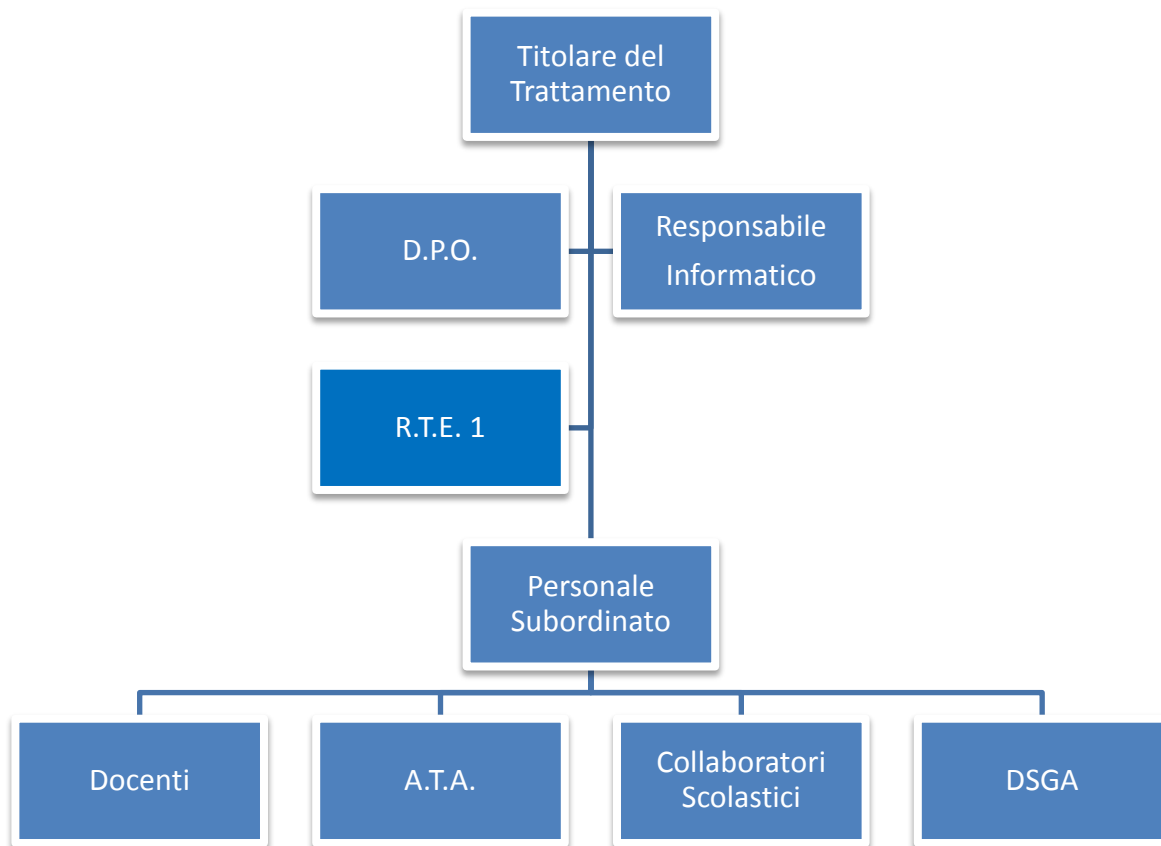 Titolare del
Trattamento
D.P.O.
Responsabile
Informatico
R.T.E. 1
Personale
Subordinato
Docenti
A.T.A.
Collaboratori
Scolastici
DSGA